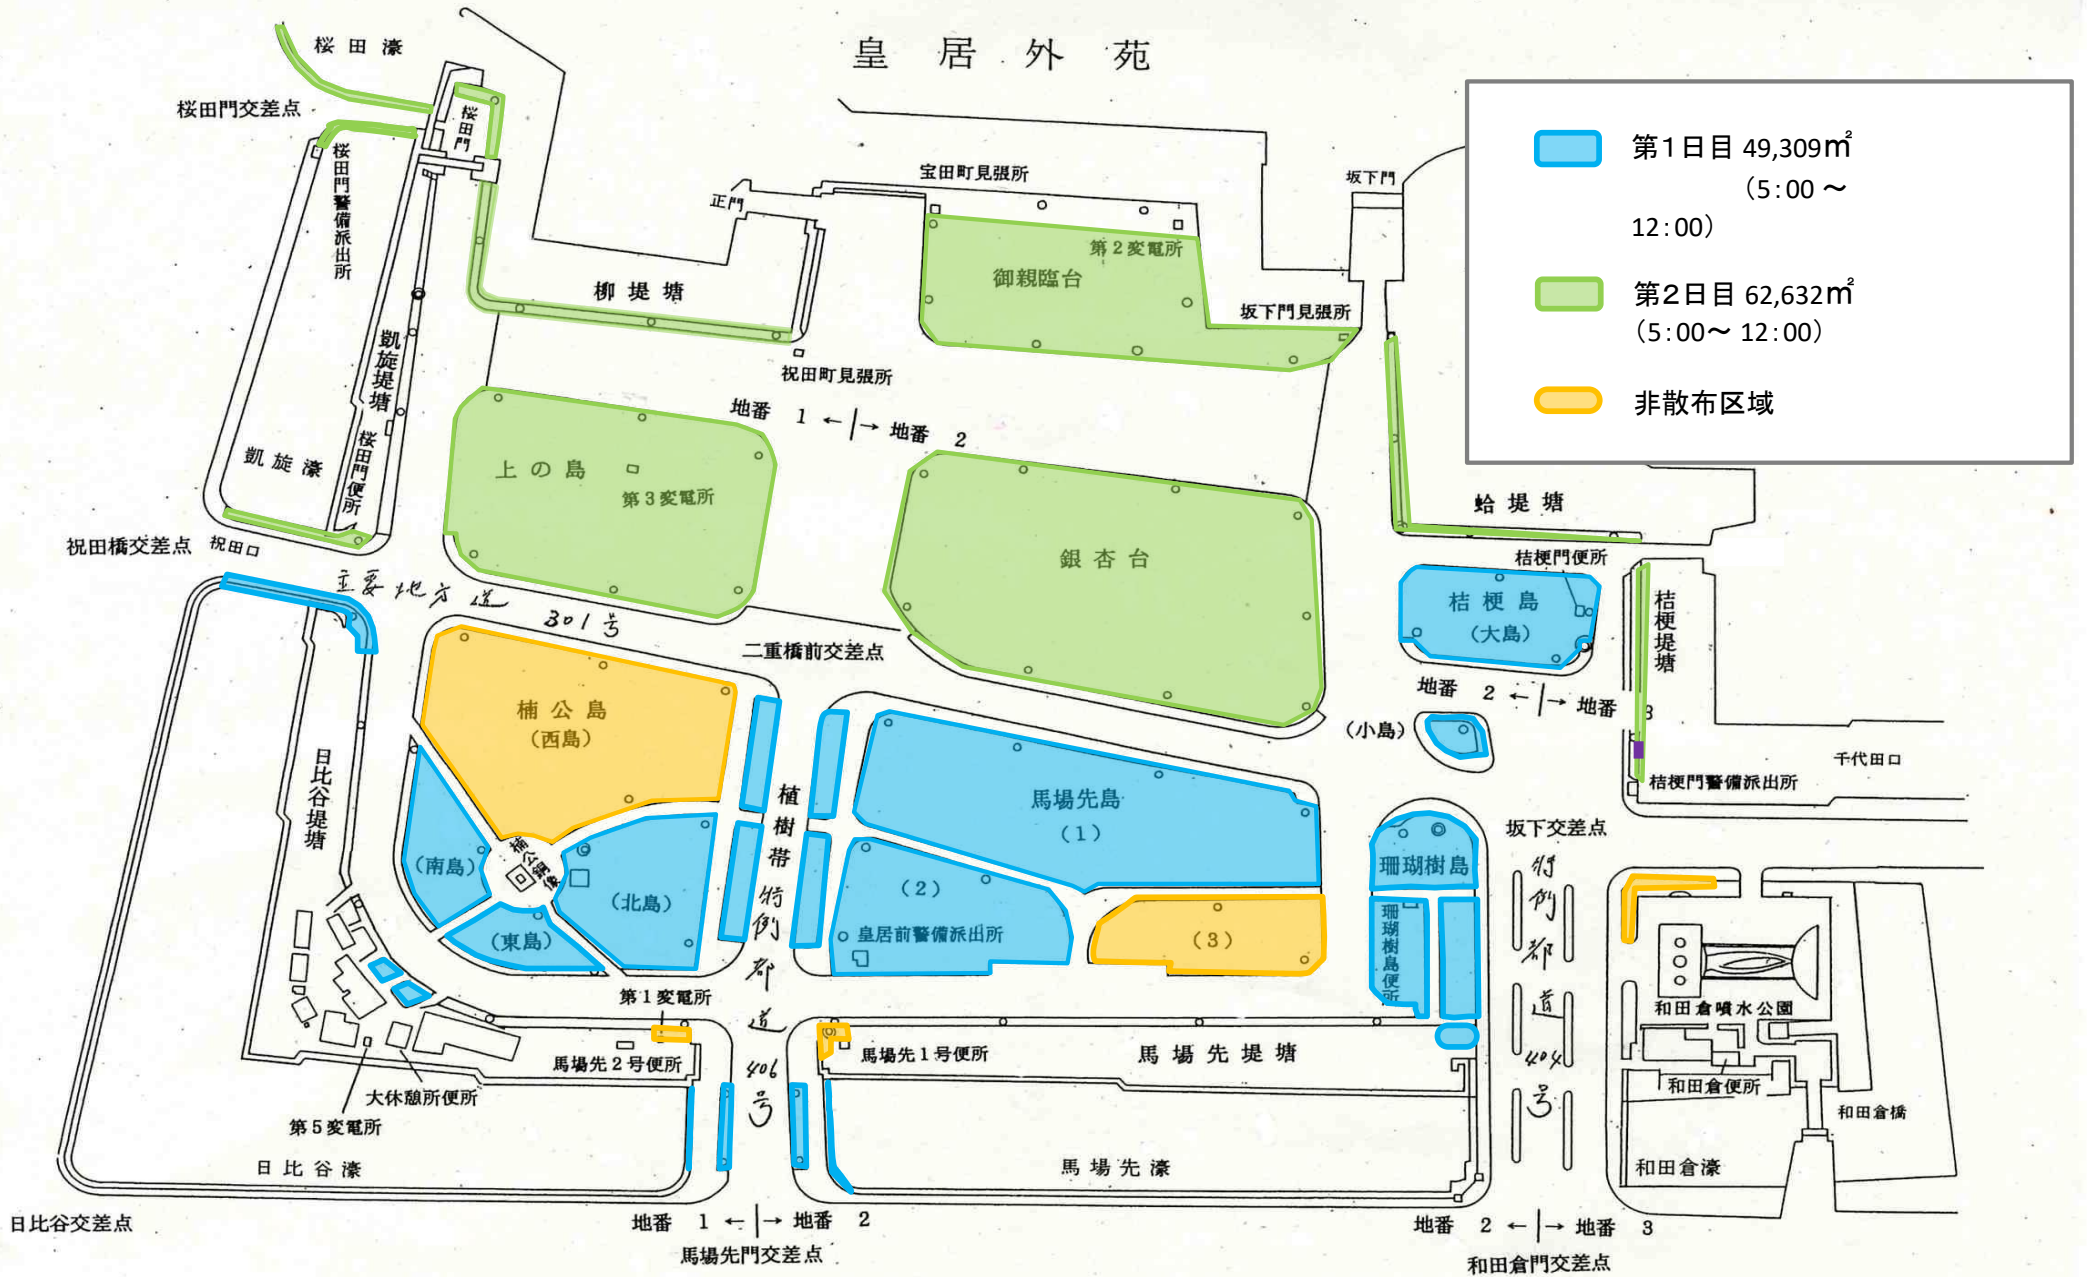 皇居外苑
桜田濠
桜田門交差点
桜田門
桜田門警備派出所
第1日目 49,309㎡
(5:00 ～
12:00)
第2日目 62,632㎡
(5:00～ 12:00)
非散布区域
宝田町見張所
坂下門
正門
第2変電所
御親臨台
柳堤塘
坂下門見張所
凱旋堤塘
祝田町見張所
地番 1 ←|→ 地番 2
上の島
第3変電所
凱旋濠
桜田門便所
蛤堤塘
祝田橋交差点
祝田口
銀杏台
桔梗門便所
主要地方道
301号
桔梗島
(大島)
桔梗堤塘
二重橋前交差点
地番 2 ←|→ 地番 3
楠公島
(西島)
(小島)
千代田口
日比谷堤塘
植樹帯
馬場先島
(1)
桔梗門警備派出所
坂下交差点
楠公銅像
(南島)
(北島)
(東島)
特例都道406号
(2)
皇居前警備派出所
(3)
珊瑚樹島
珊瑚樹島便所
特例都道404号
第1変電所
和田倉噴水公園
馬場先2号便所
馬場先1号便所
馬場先堤塘
大休憩所便所
和田倉便所
第5変電所
和田倉橋
日比谷濠
馬場先濠
和田倉濠
日比谷交差点
地番 1 ←|→ 地番 2
地番 2 ←|→ 地番 3
馬場先門交差点
和田倉門交差点